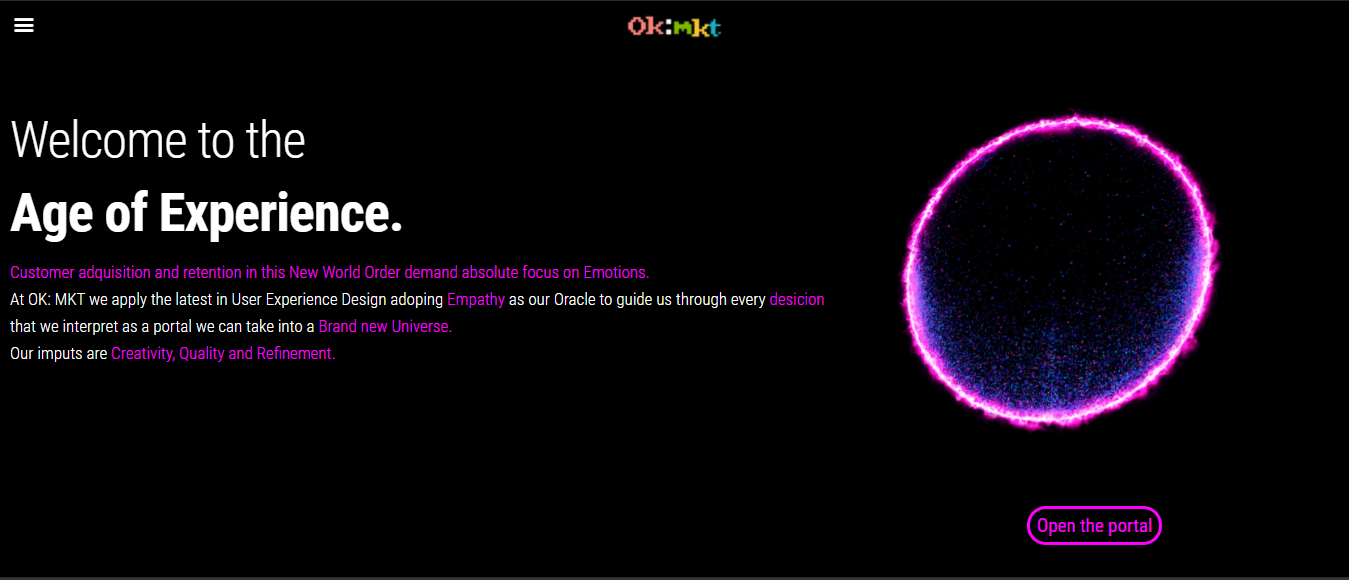 Ok:mkt
Welcome to the
Age of Experience.
Customer adquisition and retention in this New World Order demand absolute focus on Emotions.
At OK: MKT we apply the latest in User Experience Design adoping Empathy as our Oracle to guide us through every desicion
that we interpret as a portal we can take into a Brand new Universe.
Our imputs are Creativity, Quality and Refinement.
Open the portal